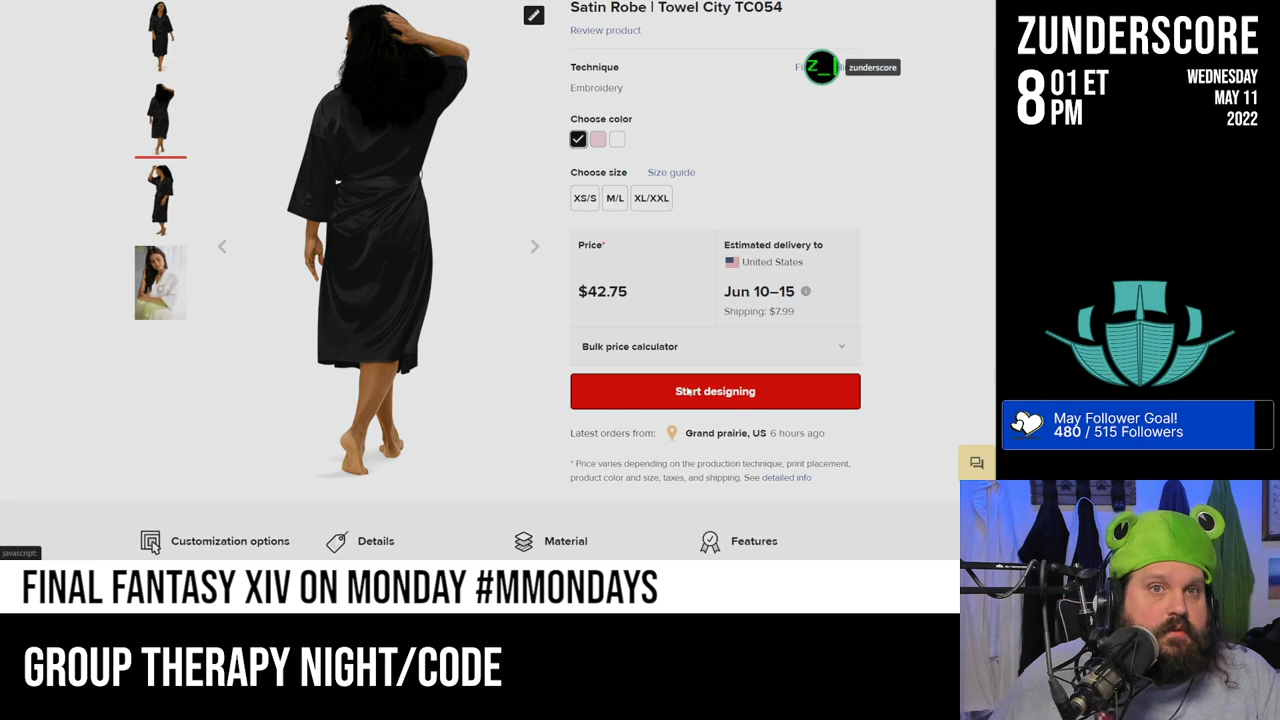 Satin Robe | Towel City TC054
Review product
Technique
Embroidery
z_
zunderscore
Choose color
Choose size Size guide
XS/S M/L XL/XXL
Price*
$42.75
Estimated delivery to
United States
Jun 10–15
Shipping: $7.99
Bulk price calculator
Start designing
Latest orders from: Grand prairie, US 6 hours ago
* Price varies depending on the production technique, print placement,
product color and size, taxes, and shipping. See detailed info
Customization options Details Material Features
javascript:
ZUNDERSCORE
8 01 ET
PM
WEDNESDAY
MAY 11
2022
May Follower Goal!
480 / 515 Followers
FINAL FANTASY XIV ON MONDAY #MMONDAYS
GROUP THERAPY NIGHT/CODE